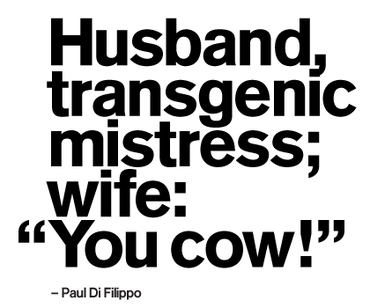 Husband,
transgenic
mistress;
wife:
“You cow!”
– Paul Di Filippo